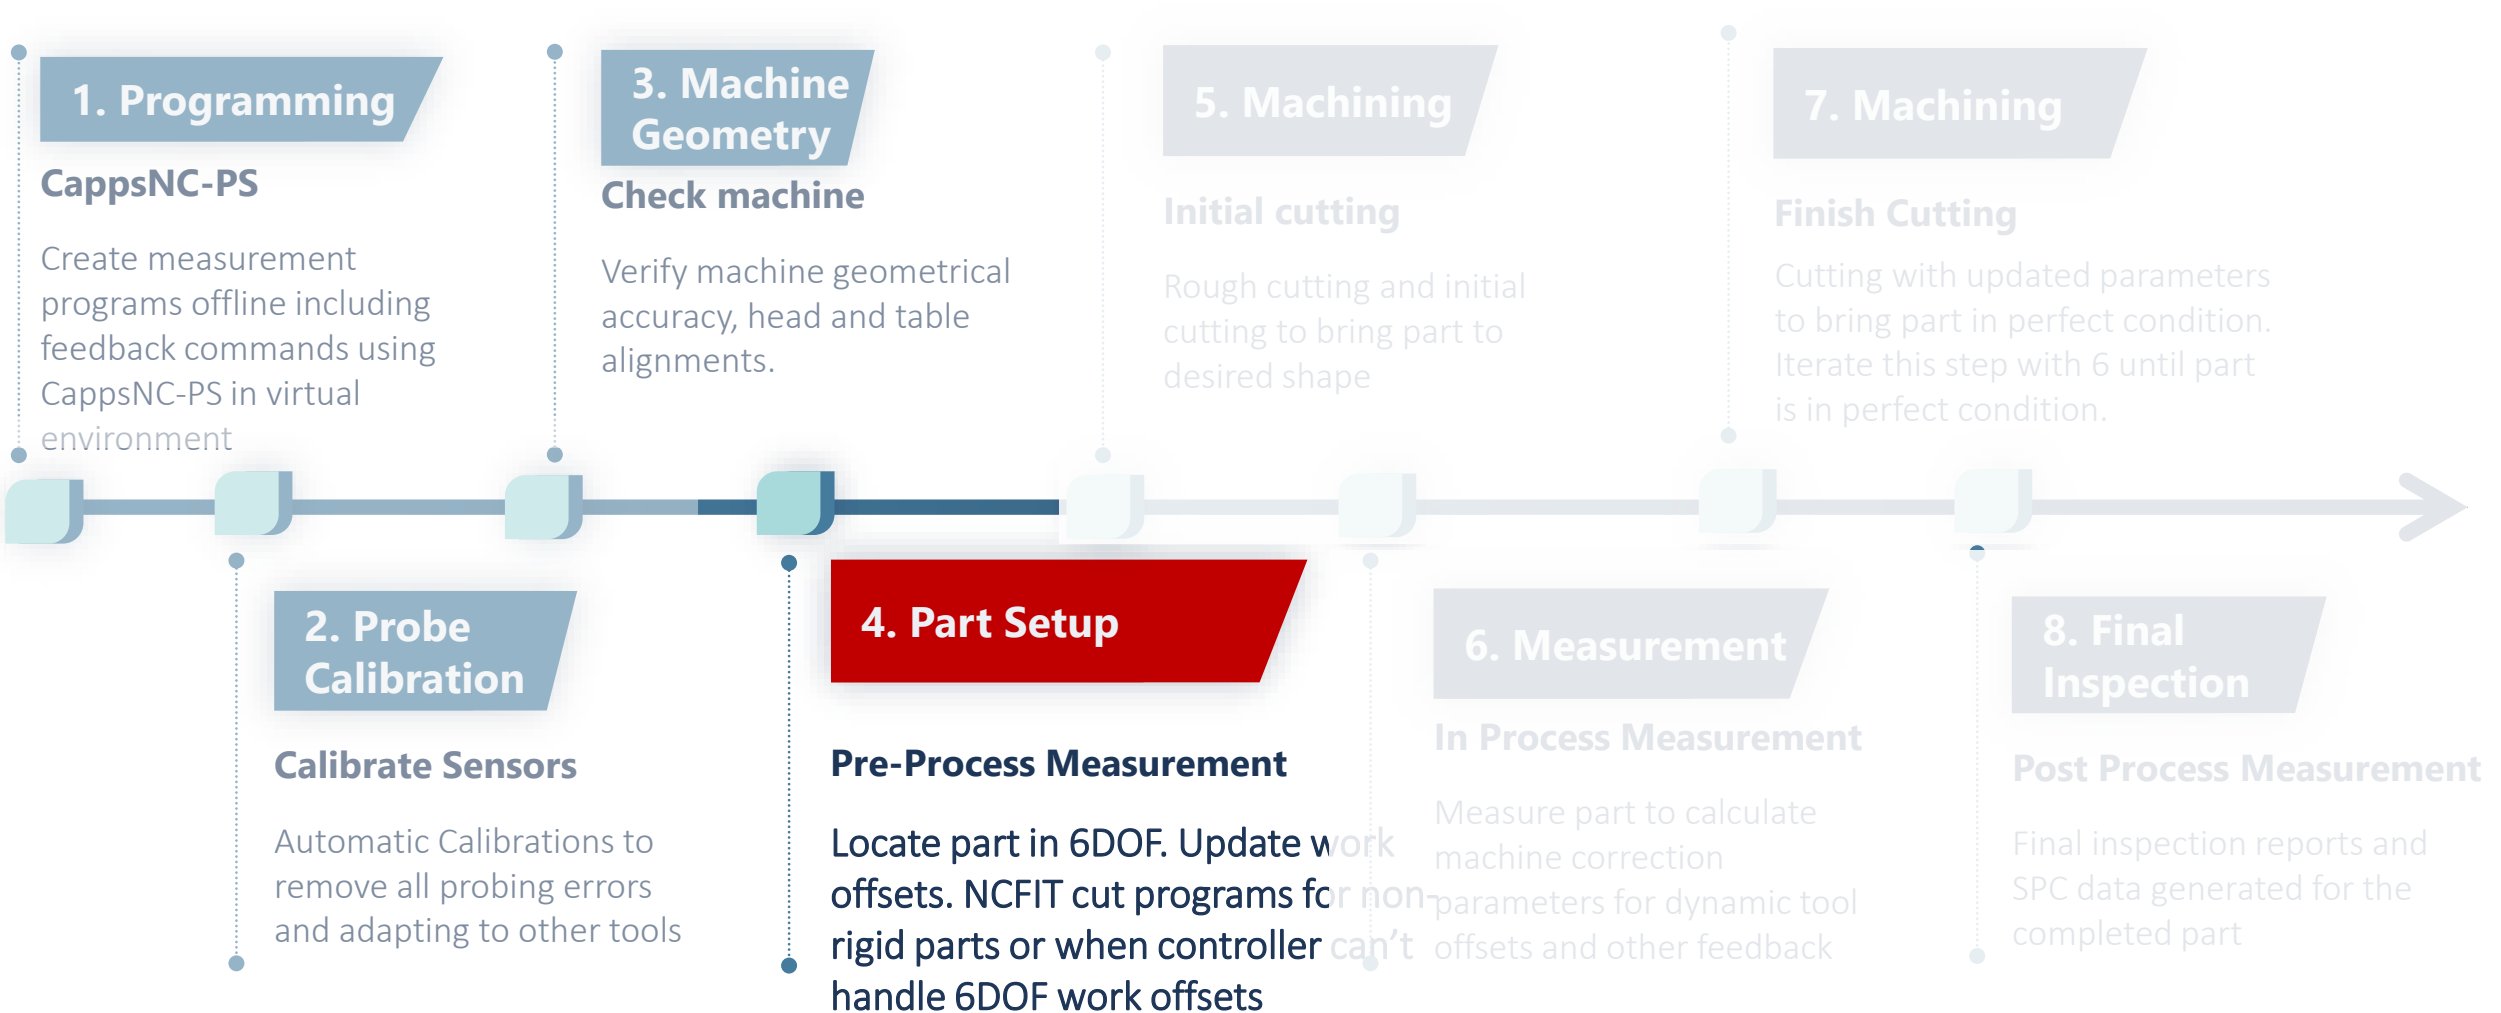 1. Programming
CappsNC-PS
Create measurement
programs offline including
feedback commands using
CappsNC-PS in virtual
environment
2. Probe
Calibration
Calibrate Sensors
Automatic Calibrations to
remove all probing errors
and adapting to other tools
3. Machine
Geometry
Check machine
Verify machine geometrical
accuracy, head and table
alignments.
4. Part Setup
Pre-Process Measurement
Locate part in 6DOF. Update work
offsets. NCFIT cut programs for non-
rigid parts or when controller can’t
handle 6DOF work offsets
5. Machining
Initial cutting
Rough cutting and initial
cutting to bring part to
desired shape
6. Measurement
In Process Measurement
Measure part to calculate
machine correction
parameters for dynamic tool
offsets and other feedback
7. Machining
Finish Cutting
Cutting with updated parameters
to bring part in perfect condition.
Iterate this step with 6 until part
is in perfect condition.
8. Final
Inspection
Post Process Measurement
Final inspection reports and
SPC data generated for the
completed part